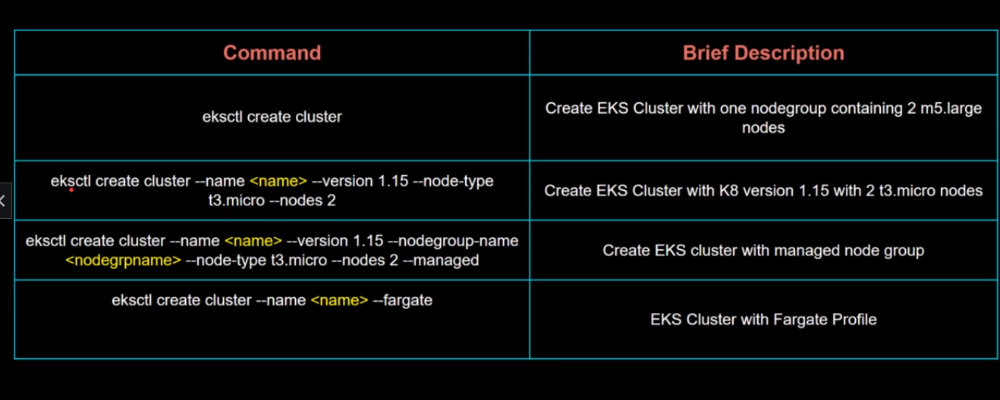 Command
Brief Description
eksctl create cluster
Create EKS Cluster with one nodegroup containing 2 m5.large
nodes
eksctl create cluster --name <name> --version 1.15 --node-type
t3.micro --nodes 2
Create EKS Cluster with K8 version 1.15 with 2 t3.micro nodes
eksctl create cluster --name <name> --version 1.15 --nodegroup-name
<nodegrpname> --node-type t3.micro --nodes 2 --managed
Create EKS cluster with managed node group
eksctl create cluster --name <name> --fargate
EKS Cluster with Fargate Profile